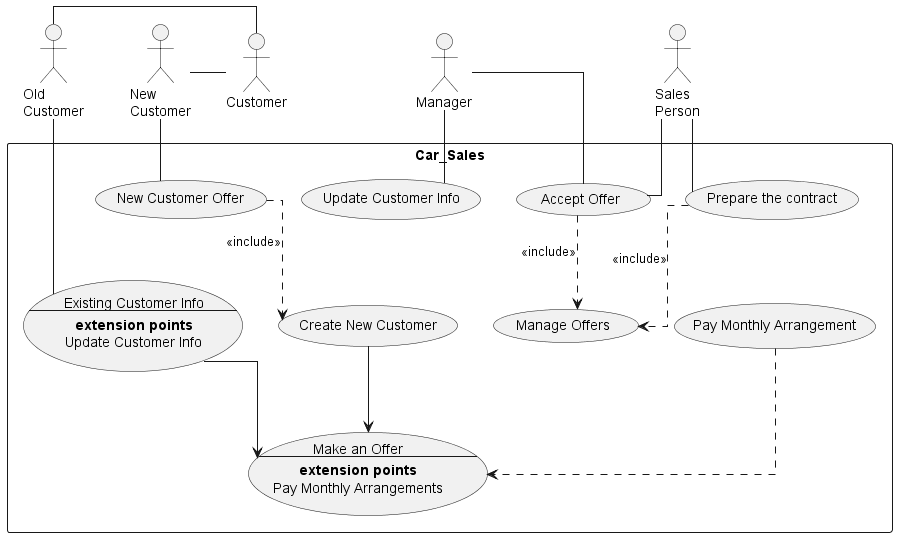 Old
Customer
New
Customer
Customer
Manager
Sales
Person
Car_Sales
New Customer Offer
Update Customer Info
Accept Offer
Prepare the contract
«include»
«include»
«include»
Existing Customer Info
extension points
Update Customer Info
Create New Customer
Manage Offers
Pay Monthly Arrangement
Make an Offer
extension points
Pay Monthly Arrangements